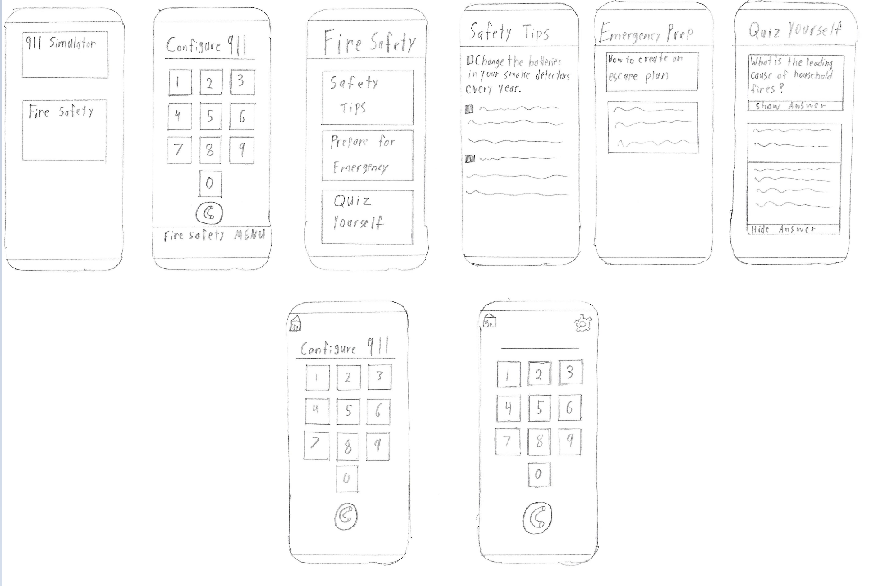 911 Simulator
Fire Safety
Configure 911
1 2 3
4 5 6
7 8 9
0
Fire Safety MENU
Fire Safety
Safety
Tips
Prepare for
Emergency
Quiz
Yourself
Safety Tips
Change the batteries
in your smoke detectors
every year.
Emergency Prep
How to create an
escape plan
Quiz Yourself
What is the leading
cause of household
fires?
Show Answer
Hide Answer
Configure 911
1 2 3
4 5 6
7 8 9
0
1 2 3
4 5 6
7 8 9
0